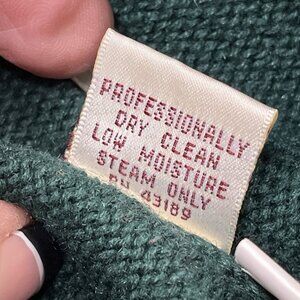 PROFESSIONALLY
DRY CLEAN
LOW MOISTURE
STEAM ONLY
RN 43189